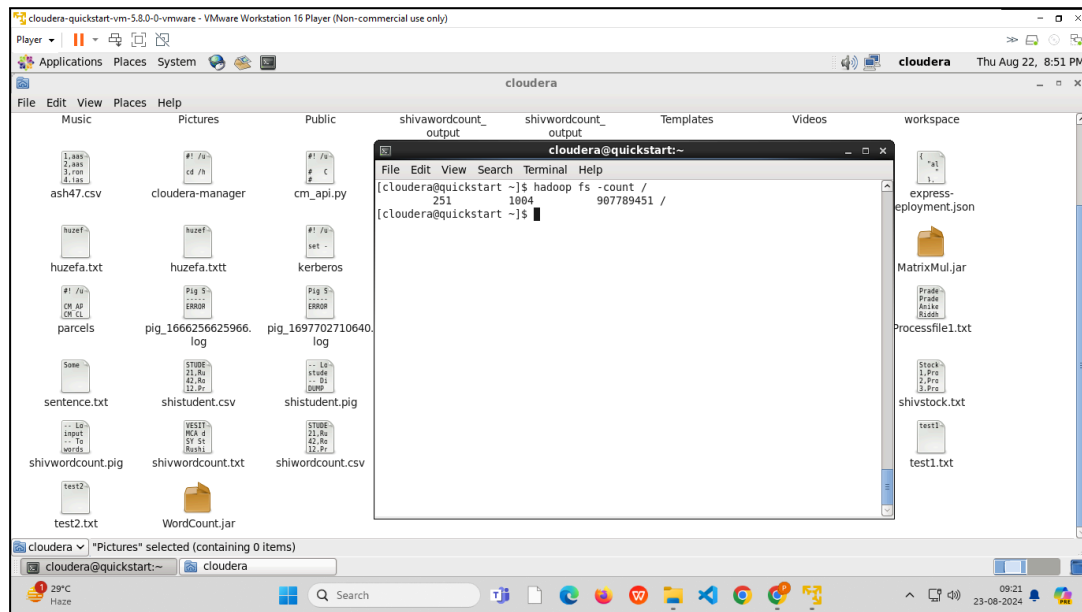 cloudera-quickstart-vm-5.8.0-0-vmware - VMware Workstation 16 Player (Non-commercial use only)
Player
Applications Places System cloudera Thu Aug 22, 8:51 PM
cloudera
File Edit View Places Help
Music Pictures Public shivawordcount_ shivwordcount_ Templates Videos workspace
output output
cloudera@quickstart:~
File Edit View Search Terminal Help
[cloudera@quickstart ~]$ hadoop fs -count /
251 1004 907789451 /
[cloudera@quickstart ~]$
ash47.csv cloudera-manager cm_api.py express-
eployment.json
huzefa.txt huzefa.txtt kerberos MatrixMul.jar
parcels pig_1666256625966. pig_1697702710640. Processfile1.txt
log log
sentence.txt shistudent.csv shistudent.pig shivstock.txt
shivwordcount.pig shivwordcount.txt shiwordcount.csv test1.txt
test2.txt WordCount.jar
cloudera "Pictures" selected (containing 0 items)
cloudera@quickstart:~ cloudera
29°C
Haze
Search
09:21
23-08-2024